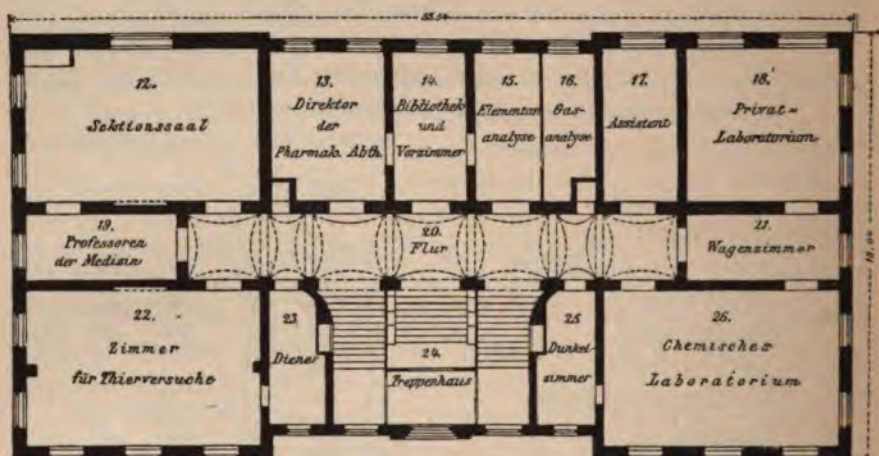 12.
Sektionssaal
13.
Direktor
der
Pharmak. Abth.
14.
Bibliothek
und
Vorzimmer
15.
Elementar
analyse
16.
Gas-
analyse
17.
Assistent
18.
Privat-
Laboratorium
19.
Professoren
der Medizin
20.
Flur
21.
Wagenzimmer
22.
Zimmer
für Thierversuche
23.
Diener
24.
Treppenhaus
25.
Dunkel-
zimmer
26.
Chemisches
Laboratorium